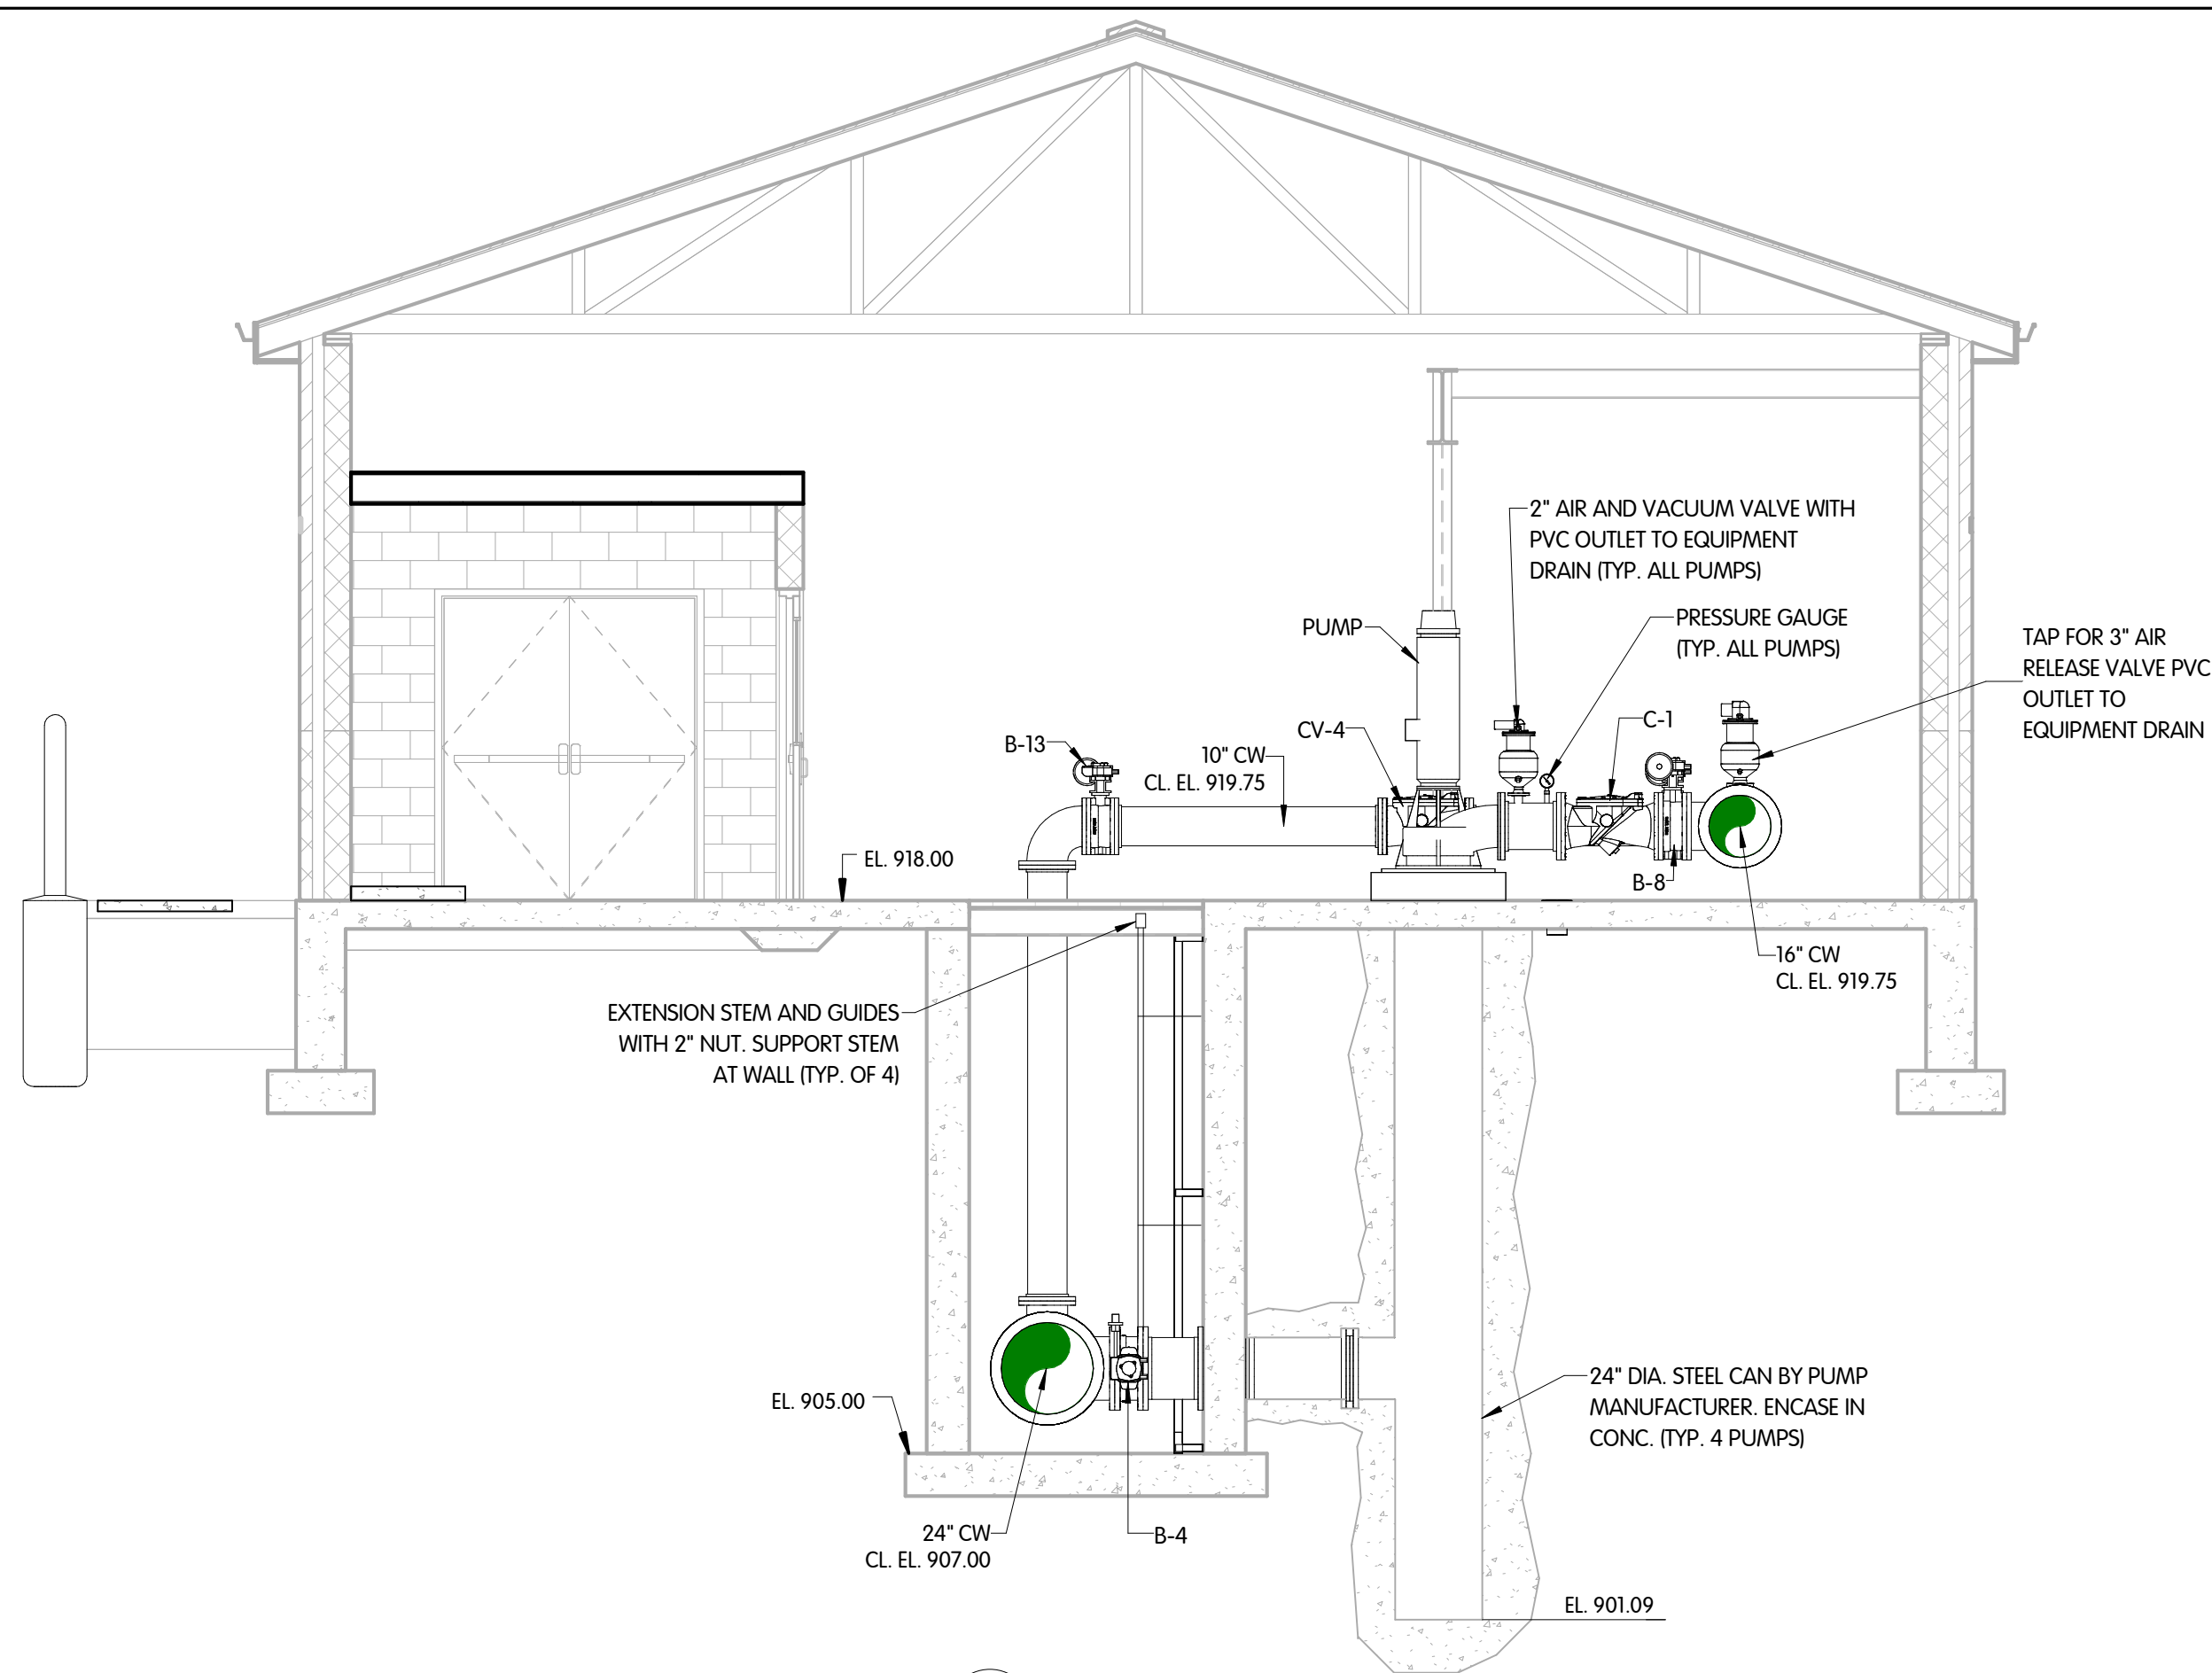 2" AIR AND VACUUM VALVE WITH
PVC OUTLET TO EQUIPMENT
DRAIN (TYP. ALL PUMPS)
PUMP
PRESSURE GAUGE
(TYP. ALL PUMPS)
TAP FOR 3" AIR
RELEASE VALVE PVC
OUTLET TO
EQUIPMENT DRAIN
B-13
10" CW
CL. EL. 919.75
CV-4
C-1
EL. 918.00
B-8
16" CW
CL. EL. 919.75
EXTENSION STEM AND GUIDES
WITH 2" NUT. SUPPORT STEM
AT WALL (TYP. OF 4)
EL. 905.00
24" DIA. STEEL CAN BY PUMP
MANUFACTURER. ENCASE IN
CONC. (TYP. 4 PUMPS)
24" CW
CL. EL. 907.00
B-4
EL. 901.09